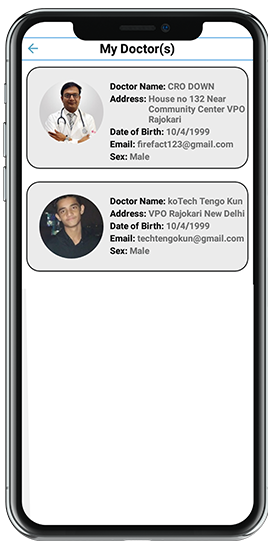 My Doctor(s)
Doctor Name: CRO DOWN
Address: House no 132 Near
Community Center VPO
Rajokari
Date of Birth: 10/4/1999
Email: firefact123@gmail.com
Sex: Male
Doctor Name: koTech Tengo Kun
Address: VPO Rajokari New Delhi
Date of Birth: 10/4/1999
Email: techtengokun@gmail.com
Sex: Male